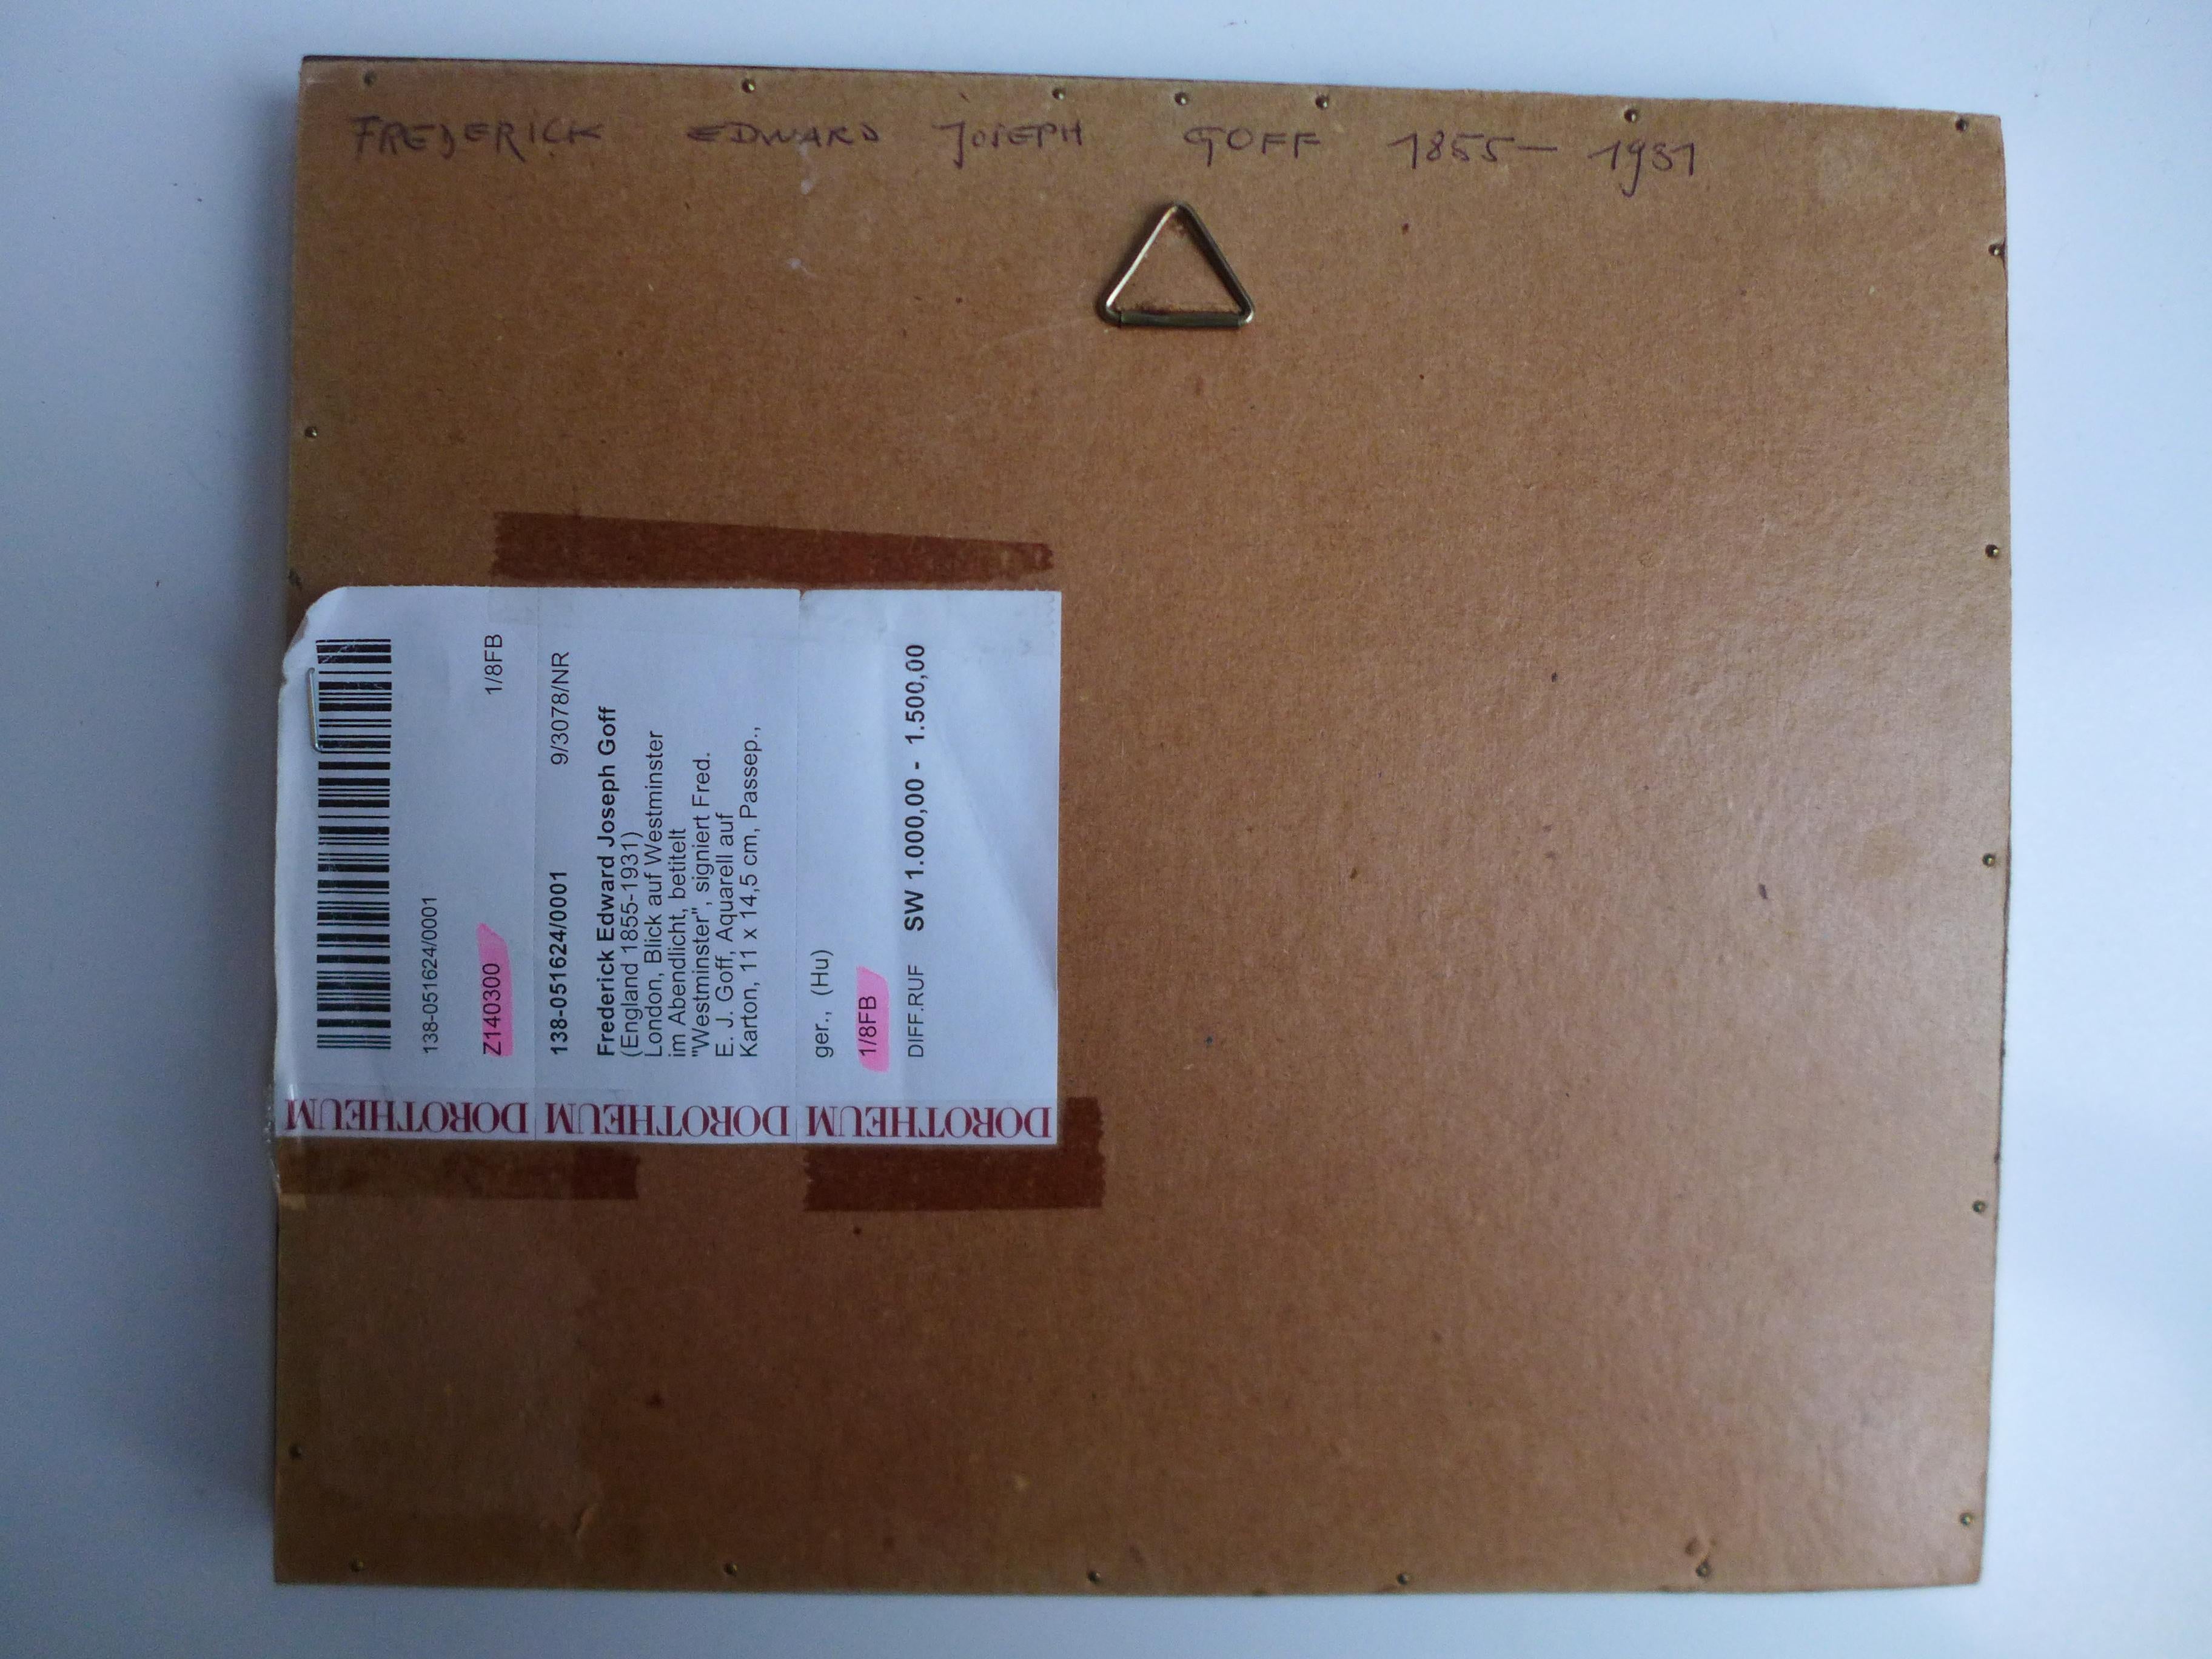 FREDERICK EDWARD JOSEPH GOFF 1855 - 1931
138-051624/0001
Z140300 1/8FB
138-051624/0001 9/3078/NR
Frederick Edward Joseph Goff
(England 1855-1931)
London, Blick auf Westminster
im Abendlicht, betitelt
"Westminster", signiert Fred.
E. J. Goff, Aquarell auf
Karton, 11 x 14,5 cm, Passep.,
ger., (Hu)
1/8FB
DIFF.RUF SW 1.000,00 - 1.500,00
DOROTHEUM DOROTHEUM DOROTHEUM DOROTHEUM DOROTHEUM DOROTHEUM